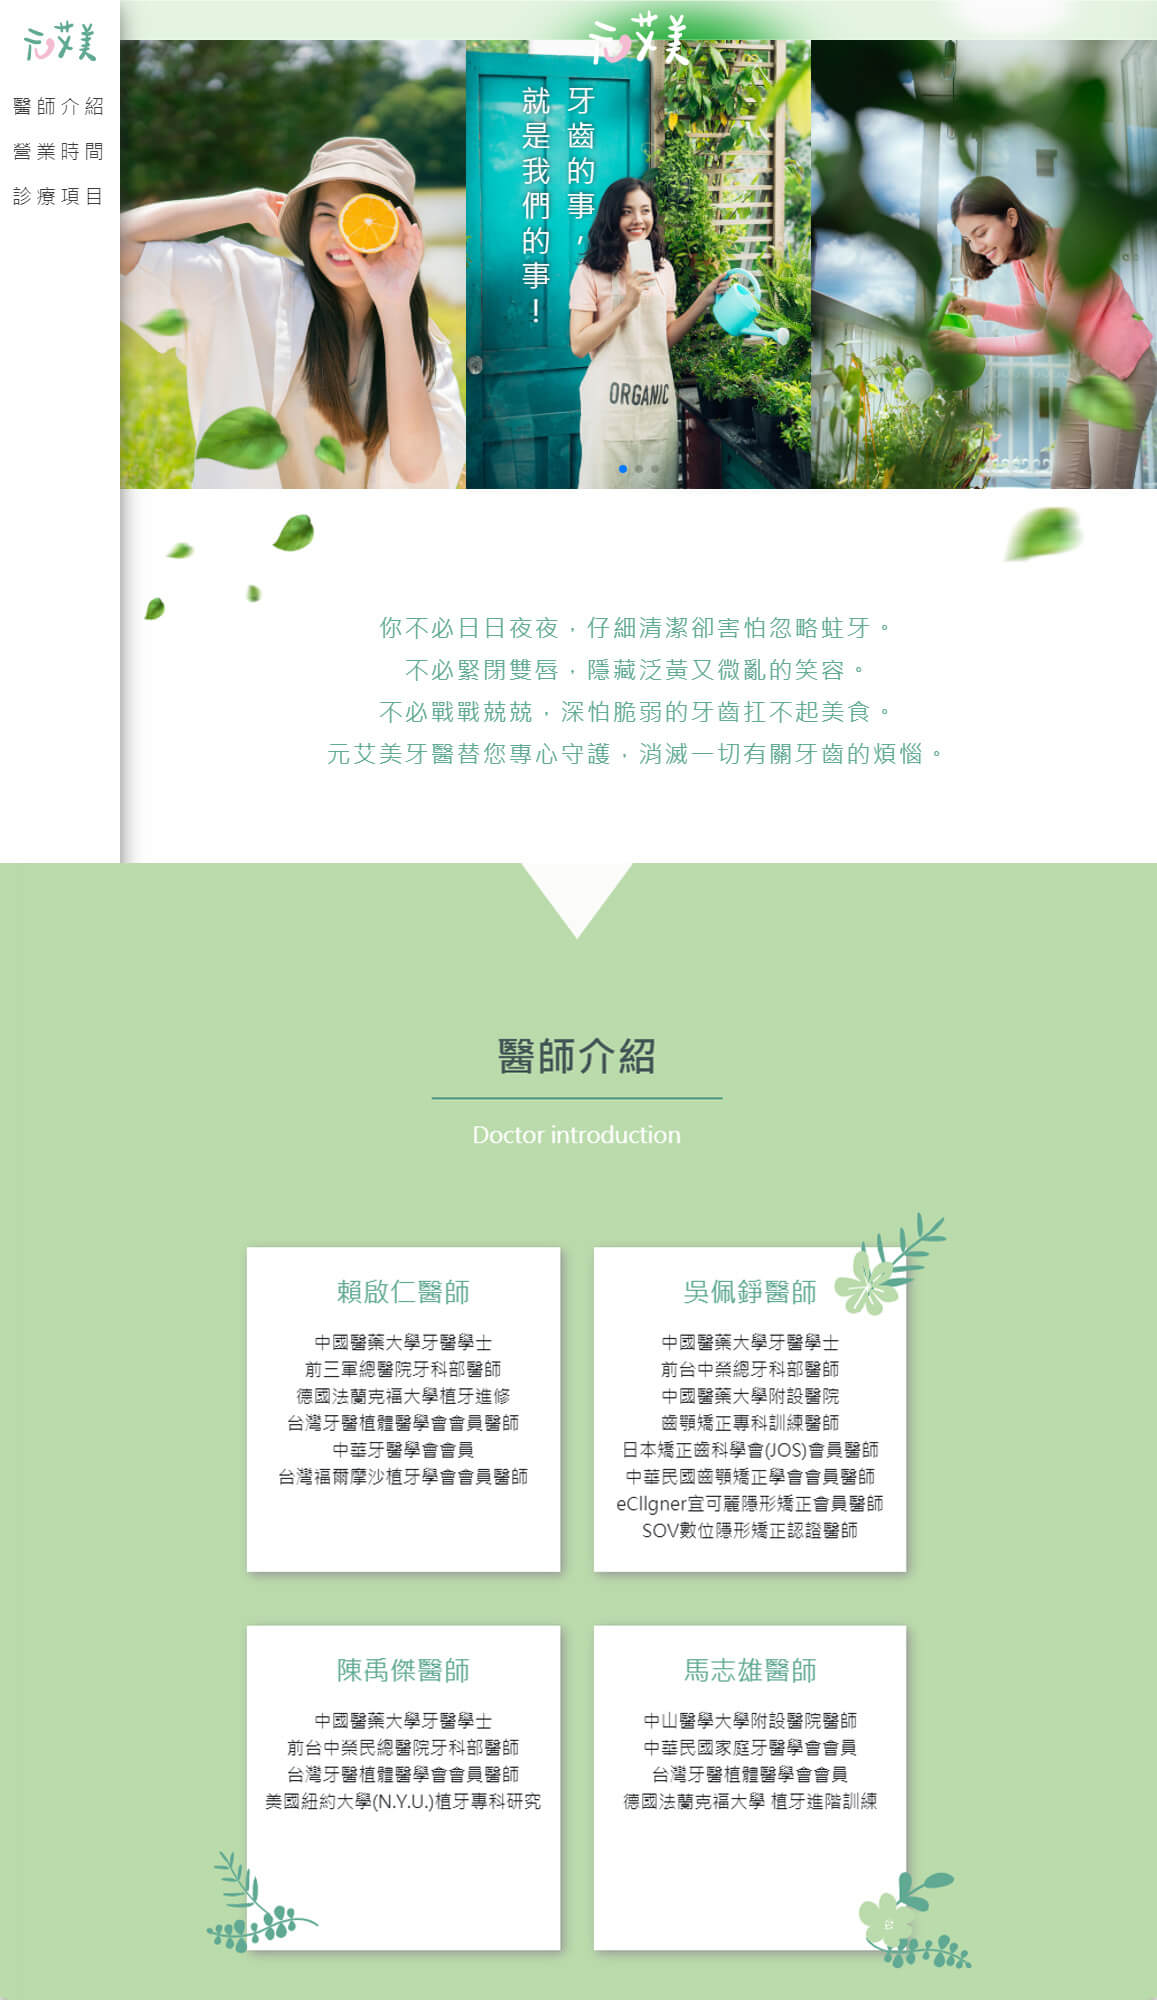 元艾美
醫師介紹
營業時間
診療項目
元艾美
牙齒的事，
就是我們的事！
ORGANIC
你不必日日夜夜，仔細清潔卻害怕忽略蛀牙。
不必緊閉雙唇，隱藏泛黃又微亂的笑容。
不必戰戰兢兢，深怕脆弱的牙齒扛不起美食。
元艾美牙醫替您專心守護，消滅一切有關牙齒的煩惱。
醫師介紹
Doctor introduction
賴啟仁醫師
中國醫藥大學牙醫學士
前三軍總醫院牙科部醫師
德國法蘭克福大學植牙進修
台灣牙醫植體醫學會會員醫師
中華牙醫學會會員
台灣福爾摩沙植牙學會會員醫師
吳佩錚醫師
中國醫藥大學牙醫學士
前台中榮總牙科部醫師
中國醫藥大學附設醫院
齒顎矯正專科訓練醫師
日本矯正齒科學會(JOS)會員醫師
中華民國齒顎矯正學會會員醫師
eCllgner宜可麗隱形矯正會員醫師
SOV數位隱形矯正認證醫師
陳禹傑醫師
中國醫藥大學牙醫學士
前台中榮民總醫院牙科部醫師
台灣牙醫植體醫學會會員醫師
美國紐約大學(N.Y.U.)植牙專科研究
馬志雄醫師
中山醫學大學附設醫院醫師
中華民國家庭牙醫學會會員
台灣牙醫植體醫學會會員
德國法蘭克福大學 植牙進階訓練